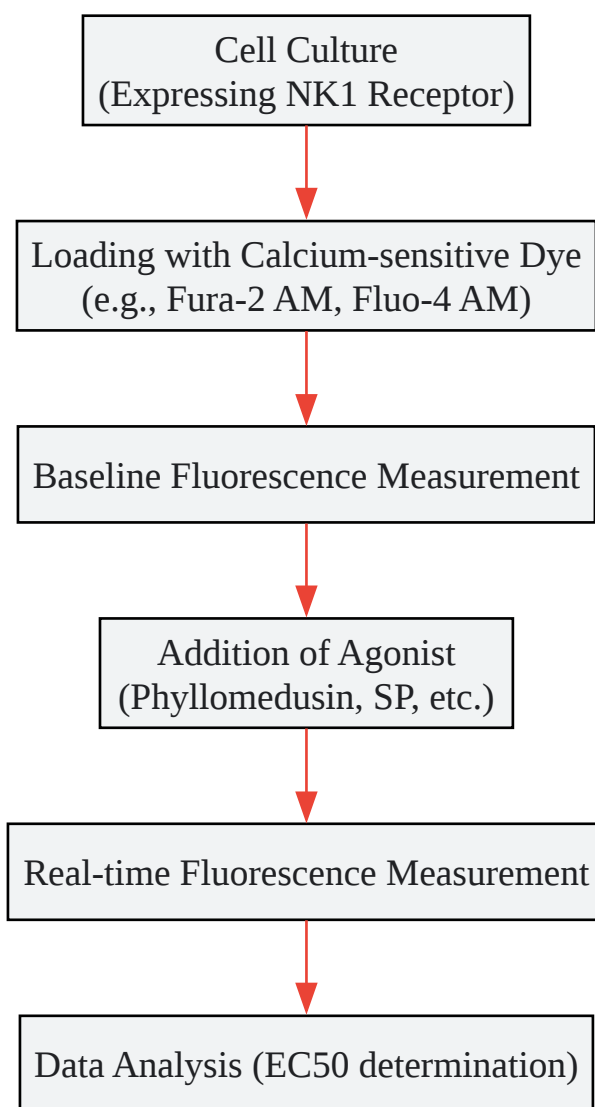 Cell Culture
(Expressing NK1 Receptor)
Loading with Calcium-sensitive Dye
(e.g., Fura-2 AM, Fluo-4 AM)
Baseline Fluorescence Measurement
Addition of Agonist
(Phyllomedusin, SP, etc.)
Real-time Fluorescence Measurement
Data Analysis (EC50 determination)